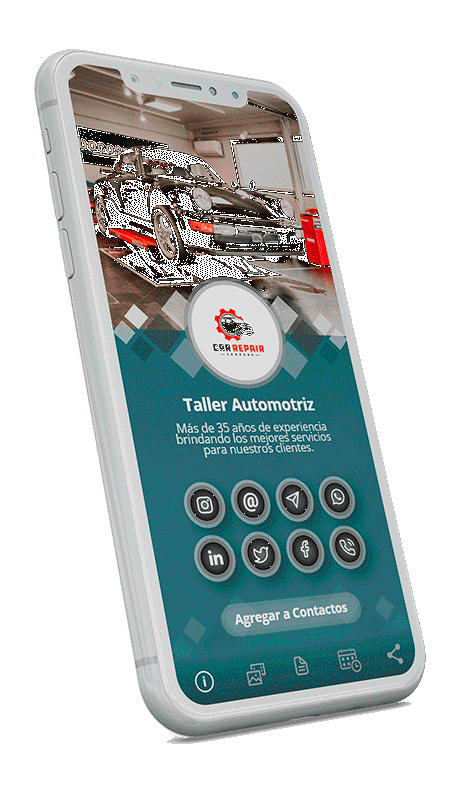 CAR REPAIR
COMPANY
Taller Automotriz
Más de 35 años de experiencia
brindando los mejores servicios
para nuestros clientes.
in
Agregar a Contactos